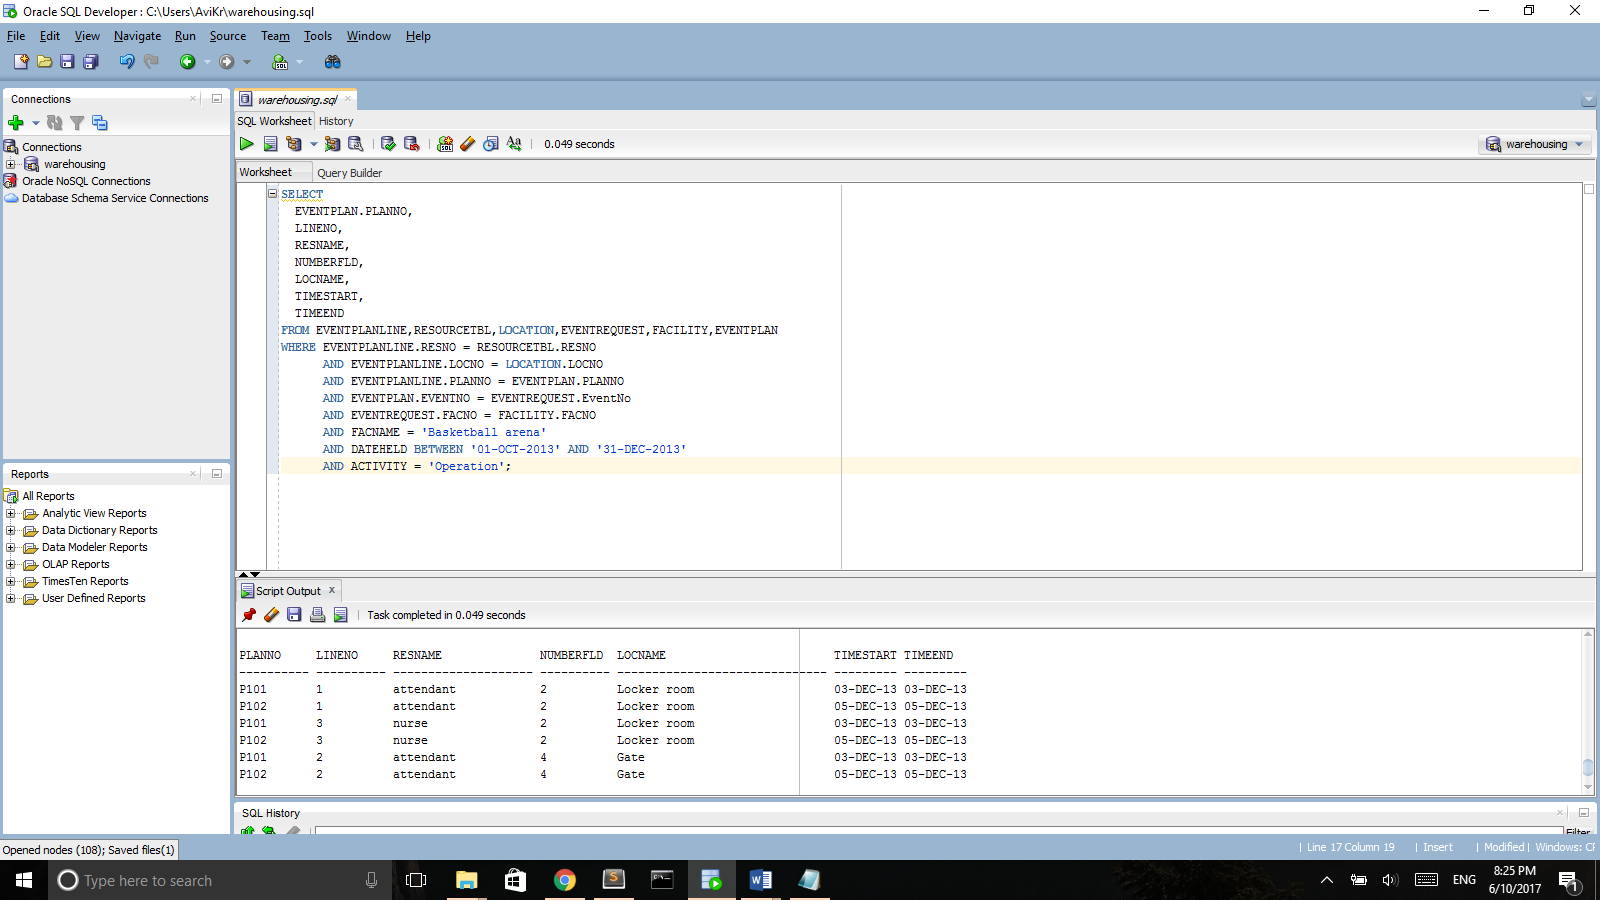 Oracle SQL Developer : C:\Users\AviKr\warehousing.sql
File Edit View Navigate Run Source Team Tools Window Help
Connections
Connections
warehousing
Oracle NoSQL Connections
Database Schema Service Connections
Reports
All Reports
Analytic View Reports
Data Dictionary Reports
Data Modeler Reports
OLAP Reports
TimesTen Reports
User Defined Reports
warehousing.sql
SQL Worksheet History
0.049 seconds
warehousing
Worksheet Query Builder
SELECT
EVENTPLAN.PLANNO,
LINENO,
RESNAME,
NUMBERFLD,
LOCNAME,
TIMESTART,
TIMEEND
FROM EVENTPLANLINE,RESOURCETBL,LOCATION,EVENTREQUEST,FACILITY,EVENTPLAN
WHERE EVENTPLANLINE.RESNO = RESOURCETBL.RESNO
AND EVENTPLANLINE.LOCNO = LOCATION.LOCNO
AND EVENTPLANLINE.PLANNO = EVENTPLAN.PLANNO
AND EVENTPLAN.EVENTNO = EVENTREQUEST.EventNo
AND EVENTREQUEST.FACNO = FACILITY.FACNO
AND FACNAME = 'Basketball arena'
AND DATEHELD BETWEEN '01-OCT-2013' AND '31-DEC-2013'
AND ACTIVITY = 'Operation';
Script Output
Task completed in 0.049 seconds
PLANNO LINENO RESNAME NUMBERFLD LOCNAME TIMESTART TIMEEND
---------- ---------- -------------------- ---------- ------------------------------ --------- ---------
P101 1 attendant 2 Locker room 03-DEC-13 03-DEC-13
P102 1 attendant 2 Locker room 05-DEC-13 05-DEC-13
P101 3 nurse 2 Locker room 03-DEC-13 03-DEC-13
P102 3 nurse 2 Locker room 05-DEC-13 05-DEC-13
P101 2 attendant 4 Gate 03-DEC-13 03-DEC-13
P102 2 attendant 4 Gate 05-DEC-13 05-DEC-13
SQL History
Filter
Opened nodes (108); Saved files(1)
| Line 17 Column 19 | Insert | Modified | Windows: CR
Type here to search
ENG
8:25 PM
6/10/2017
1